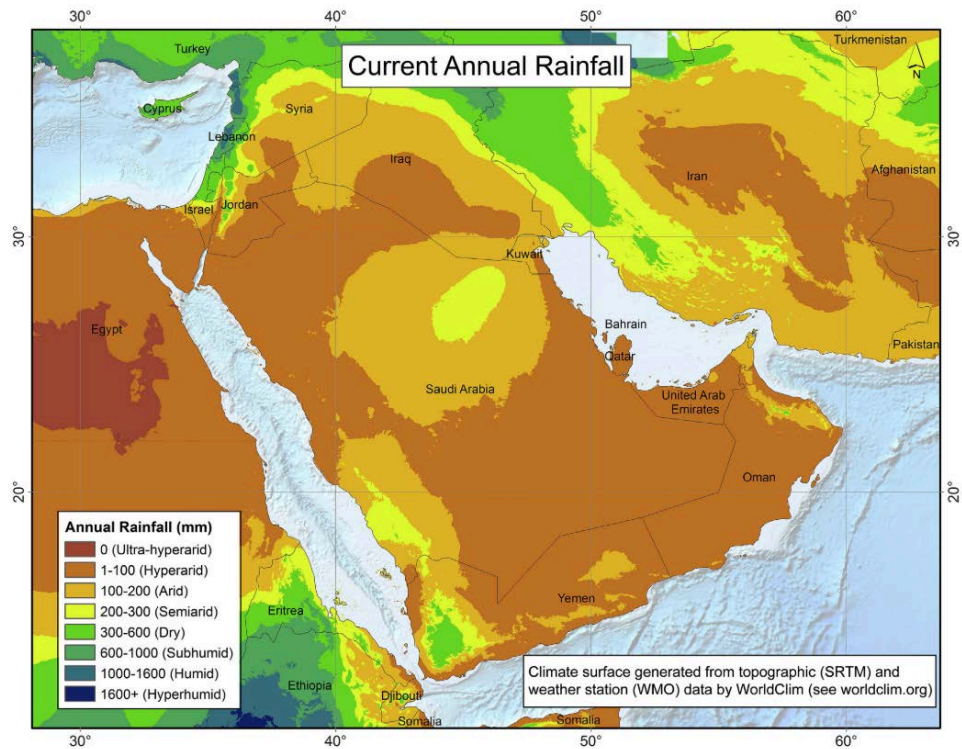 30°
40°
50°
60°
Current Annual Rainfall
Turkey
Turkmenistan
N
Cyprus
Syria
Lebanon
Iraq
Iran
Afghanistan
Israel
Jordan
30°
30°
Kuwait
Egypt
Bahrain
Qatar
Pakistan
Saudi Arabia
United Arab
Emirates
Oman
20°
20°
Annual Rainfall (mm)
0 (Ultra-hyperarid)
1-100 (Hyperarid)
100-200 (Arid)
200-300 (Semiarid)
300-600 (Dry)
600-1000 (Subhumid)
1000-1600 (Humid)
1600+ (Hyperhumid)
Yemen
Eritrea
Ethiopia
Djibouti
Somalia
Somalia
Climate surface generated from topographic (SRTM) and
weather station (WMO) data by WorldClim (see worldclim.org)
30°
40°
50°
60°